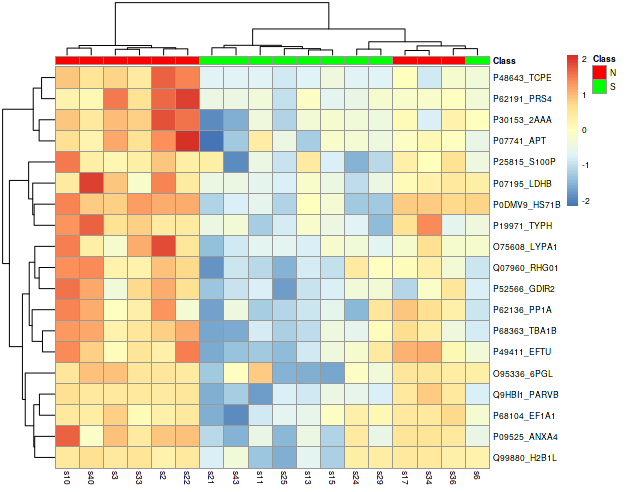 Class
P48643_TCPE
P62191_PRS4
P30153_2AAA
P07741_APT
P25815_S100P
P07195_LDHB
P0DMV9_HS71B
P19971_TYPH
O75608_LYPA1
Q07960_RHG01
P52566_GDIR2
P62136_PP1A
P68363_TBA1B
P49411_EFTU
O95336_6PGL
Q9HBI1_PARVB
P68104_EF1A1
P09525_ANXA4
Q99880_H2B1L
s10 s40 s3 s33 s2 s22 s21 s43 s11 s25 s13 s15 s24 s29 s17 s34 s36 s6
2
1
0
-1
-2
Class
N
S